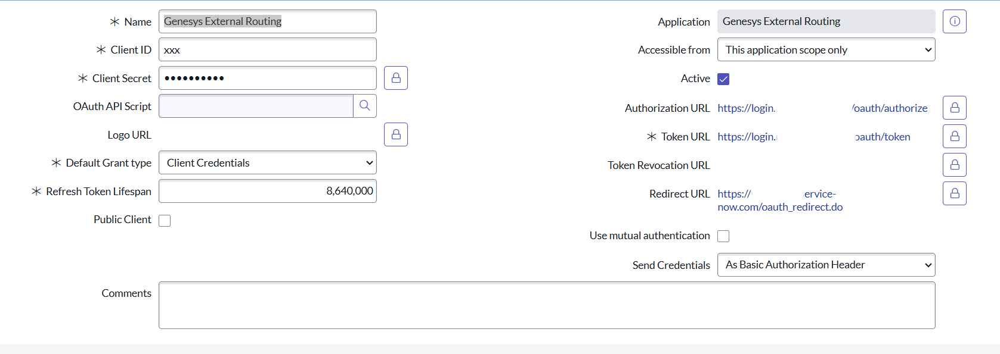 Name
Genesys External Routing
Client ID
xxx
Client Secret
••••••••••
OAuth API Script
Logo URL
Default Grant type
Client Credentials
Refresh Token Lifespan
8,640,000
Public Client
Application
Genesys External Routing
Accessible from
This application scope only
Active
Authorization URL
https://login. /oauth/authorize
Token URL
https://login. oauth/token
Token Revocation URL
Redirect URL
https:// ervice-
now.com/oauth_redirect.do
Use mutual authentication
Send Credentials
As Basic Authorization Header
Comments